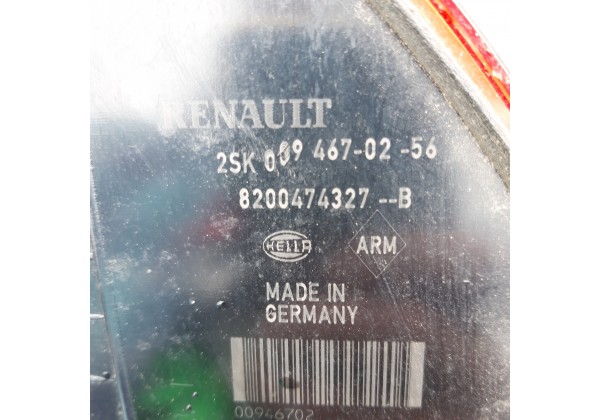 RENAULT
2SK 009 467-02 -56
8200474327 --B
HELLA
ARM
MADE IN
GERMANY
00946702